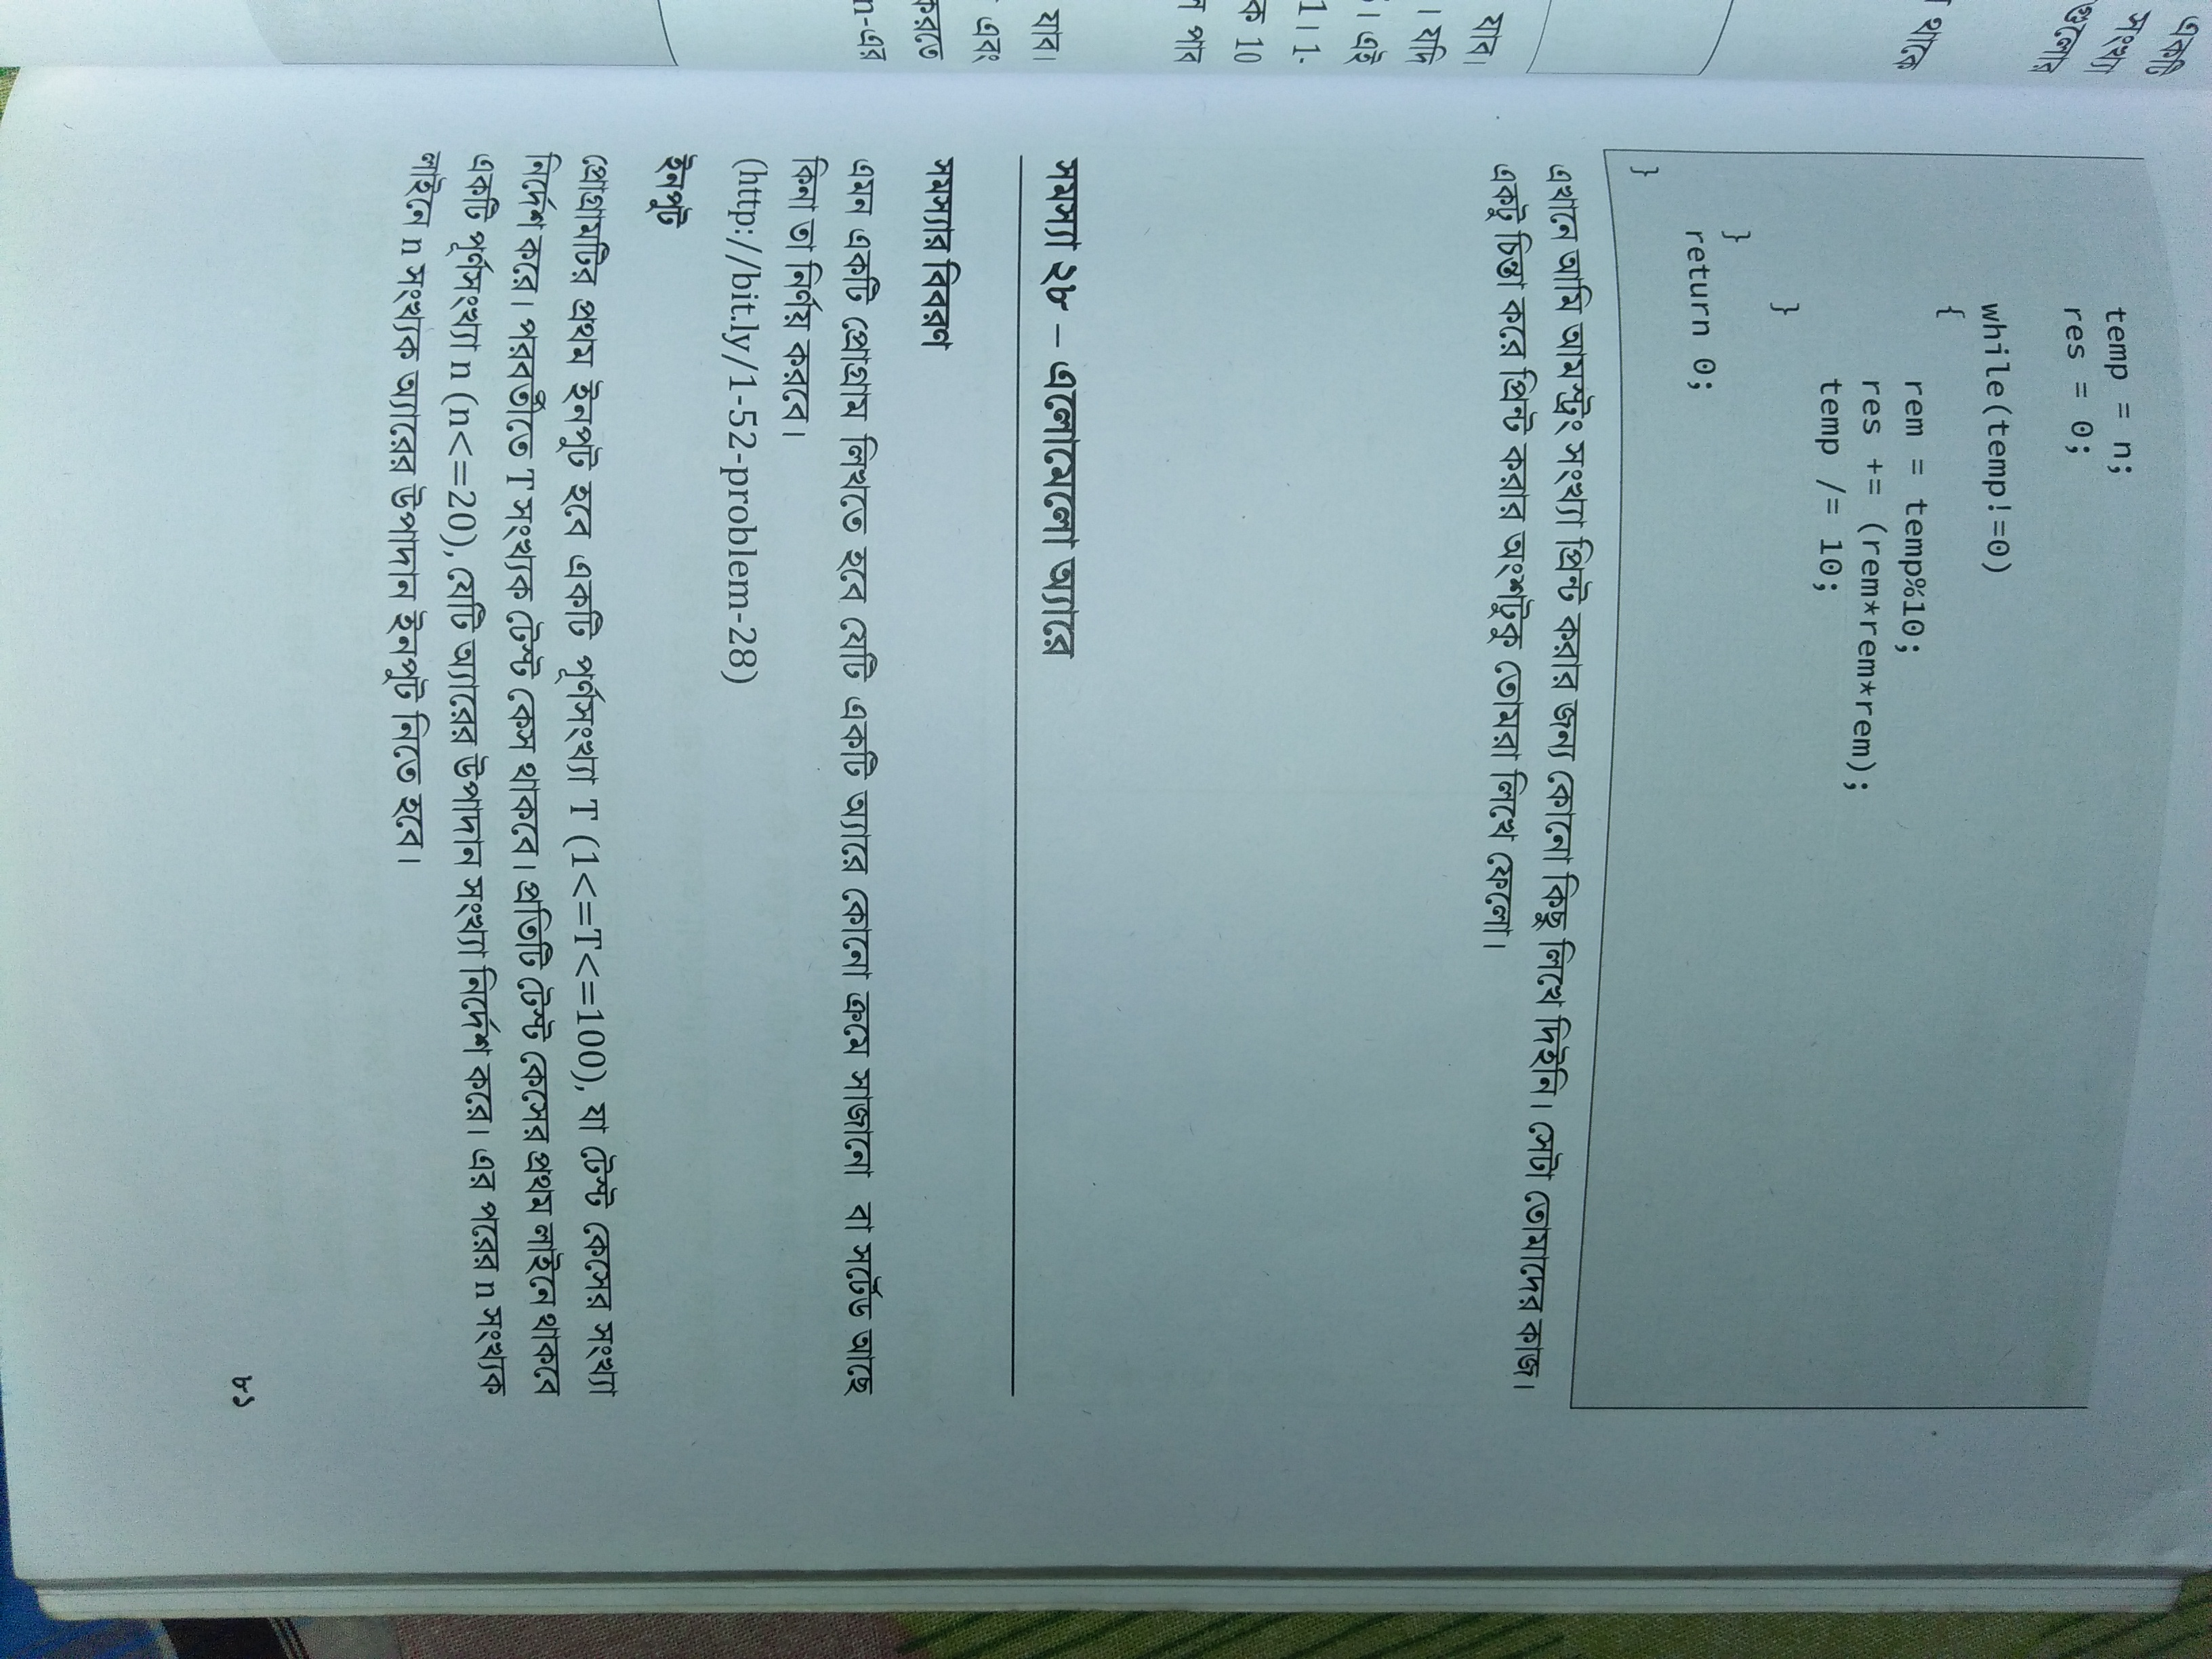 একটি
সংখ্যা
গুলোর
থাকে
যাব।
। যদি
। এই
1। 1-
ক 10
পাব
যাব।
এবং
করতে
n-এর
temp = n;
res = 0;
while(temp!=0)
{
rem = temp%10;
res += (rem*rem*rem);
temp /= 10;
}
}
return 0;
}
এখানে আমি আমস্ট্রং সংখ্যা প্রিন্ট করার জন্য কোনো কিছু লিখে দিইনি। সেটা তোমাদের কাজ।
একটু চিন্তা করে প্রিন্ট করার অংশটুকু তোমরা লিখে ফেলো।
সমস্যা ২৮ – এলোমেলো অ্যারে
সমস্যার বিবরণ
এমন একটি প্রোগ্রাম লিখতে হবে যেটি একটি অ্যারে কোনো ক্রমে সাজানো বা সর্টেড আছে
কিনা তা নির্ণয় করবে।
(http://bit.ly/1-52-problem-28)
ইনপুট
প্রোগ্রামটির প্রথম ইনপুট হবে একটি পূর্ণসংখ্যা T (1<=T<=100), যা টেস্ট কেসের সংখ্যা
নির্দেশ করে। পরবর্তীতে T সংখ্যক টেস্ট কেস থাকবে। প্রতিটি টেস্ট কেসের প্রথম লাইনে থাকবে
একটি পূর্ণসংখ্যা n (n<=20), যেটি অ্যারের উপাদান সংখ্যা নির্দেশ করে। এর পরের n সংখ্যক
লাইনে n সংখ্যক অ্যারের উপাদান ইনপুট নিতে হবে।
৮১